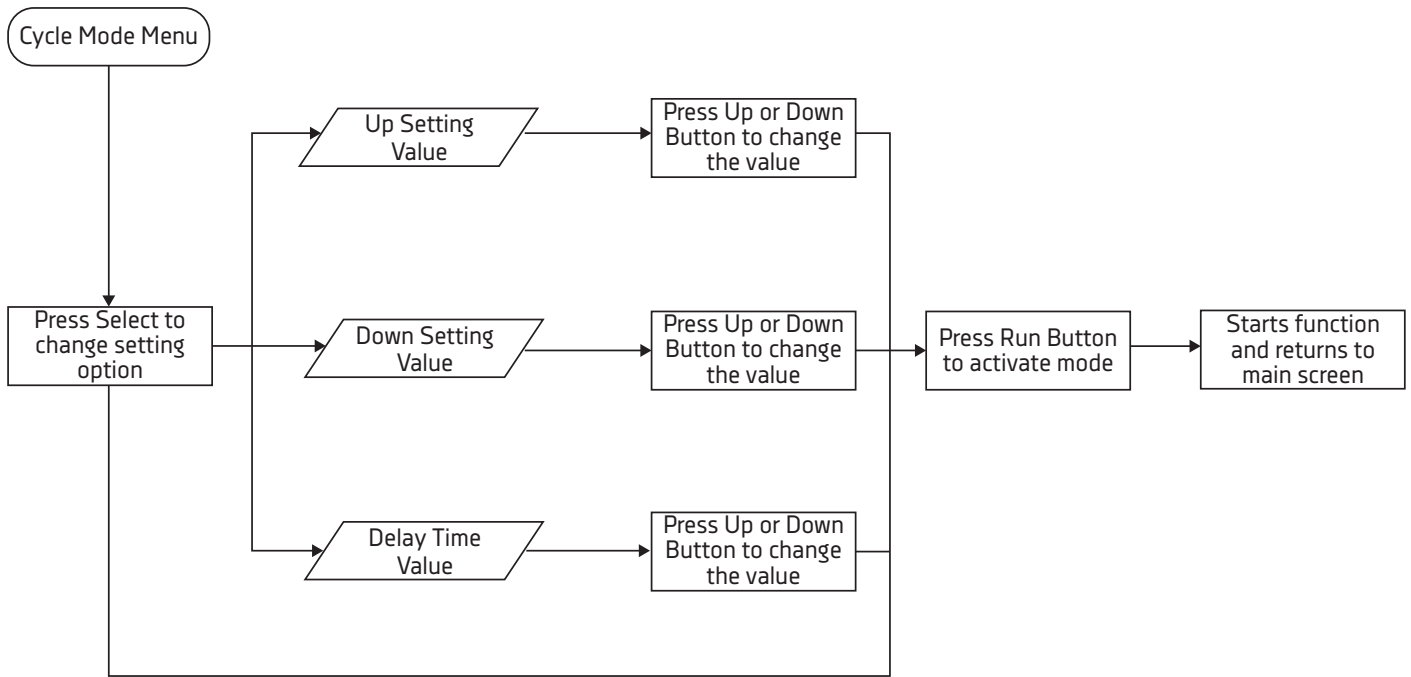 Cycle Mode Menu
Up Setting
Value
Press Up or Down
Button to change
the value
Press Select to
change setting
option
Down Setting
Value
Press Up or Down
Button to change
the value
Press Run Button
to activate mode
Starts function
and returns to
main screen
Delay Time
Value
Press Up or Down
Button to change
the value